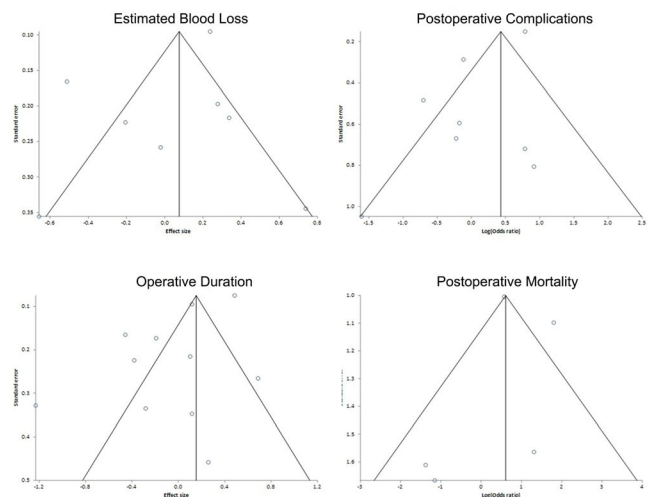 Estimated Blood Loss
0.10
0.15
0.20
0.25
0.30
0.35
Standard error
-0.6 -0.4 -0.2 0.0 0.2 0.4 0.6 0.8
Effect size
Postoperative Complications
0.2
0.4
0.6
0.8
1.0
Standard error
-1.5 -1.0 -0.5 0.0 0.5 1.0 1.5 2.0 2.5
Log(Odds ratio)
Operative Duration
0.1
0.2
0.3
0.4
0.5
Standard error
-1.2 -0.8 -0.4 0.0 0.4 0.8 1.2
Effect size
Postoperative Mortality
1.0
1.1
1.2
1.3
1.4
1.5
1.6
-3 -2 -1 0 1 2 3 4
Log(Odds ratio)